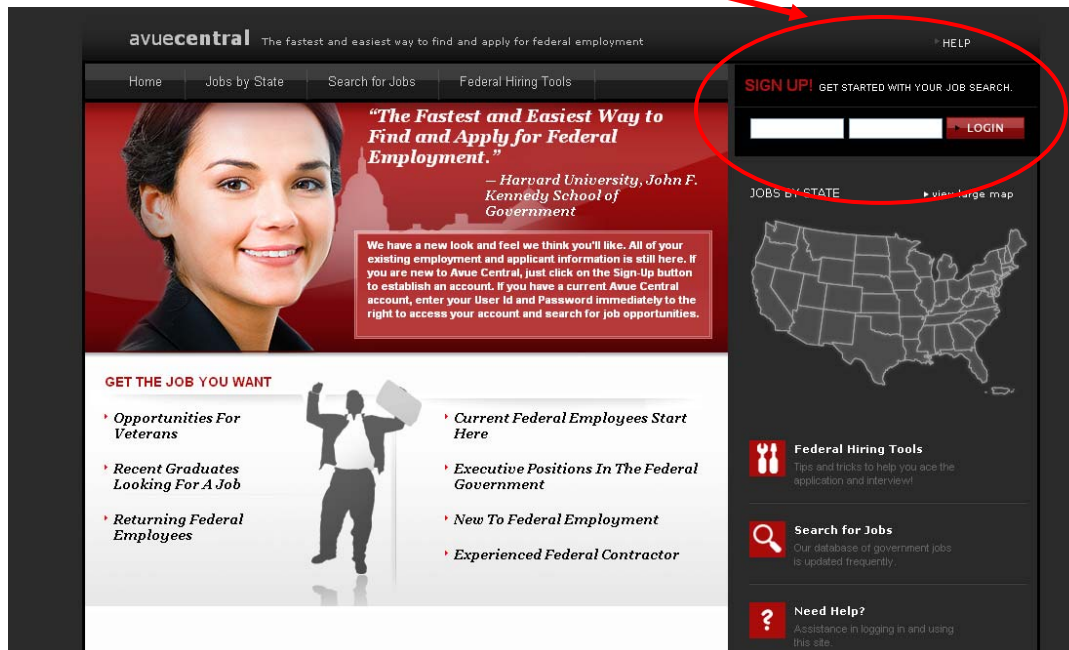 avuecentral The fastest and easiest way to find and apply for federal employment
HELP
Home Jobs by State Search for Jobs Federal Hiring Tools
SIGN UP! GET STARTED WITH YOUR JOB SEARCH.
LOGIN
“The Fastest and Easiest Way to
Find and Apply for Federal
Employment.”
— Harvard University, John F.
Kennedy School of
Government
We have a new look and feel we think you'll like. All of your
existing employment and applicant information is still here. If
you are new to Avue Central, just click on the Sign-Up button
to establish an account. If you have a current Avue Central
account, enter your User Id and Password immediately to the
right to access your account and search for job opportunities.
JOBS BY STATE view large map
GET THE JOB YOU WANT
Opportunities For
Veterans
Recent Graduates
Looking For A Job
Returning Federal
Employees
Current Federal Employees Start
Here
Executive Positions In The Federal
Government
New To Federal Employment
Experienced Federal Contractor
Federal Hiring Tools
Tips and tricks to help you ace the
application and interview!
Search for Jobs
Our database of government jobs
is updated frequently.
Need Help?
Assistance in logging in and using
this site.